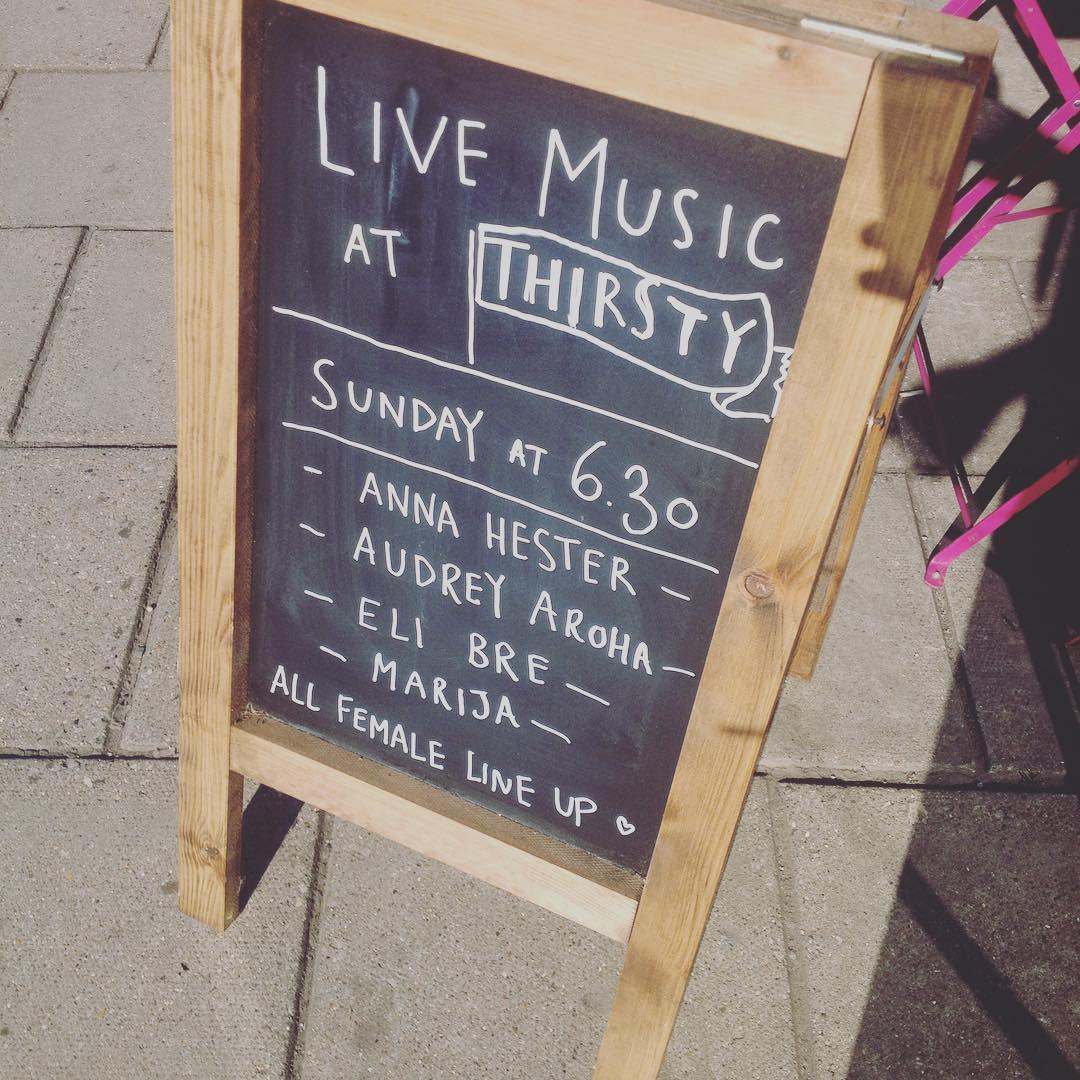 LIVE MUSIC
AT THIRSTY
SUNDAY AT 6.30
- ANNA HESTER -
- AUDREY AROHA -
- ELI BRE -
- MARIJA -
ALL FEMALE LINE UP ♡